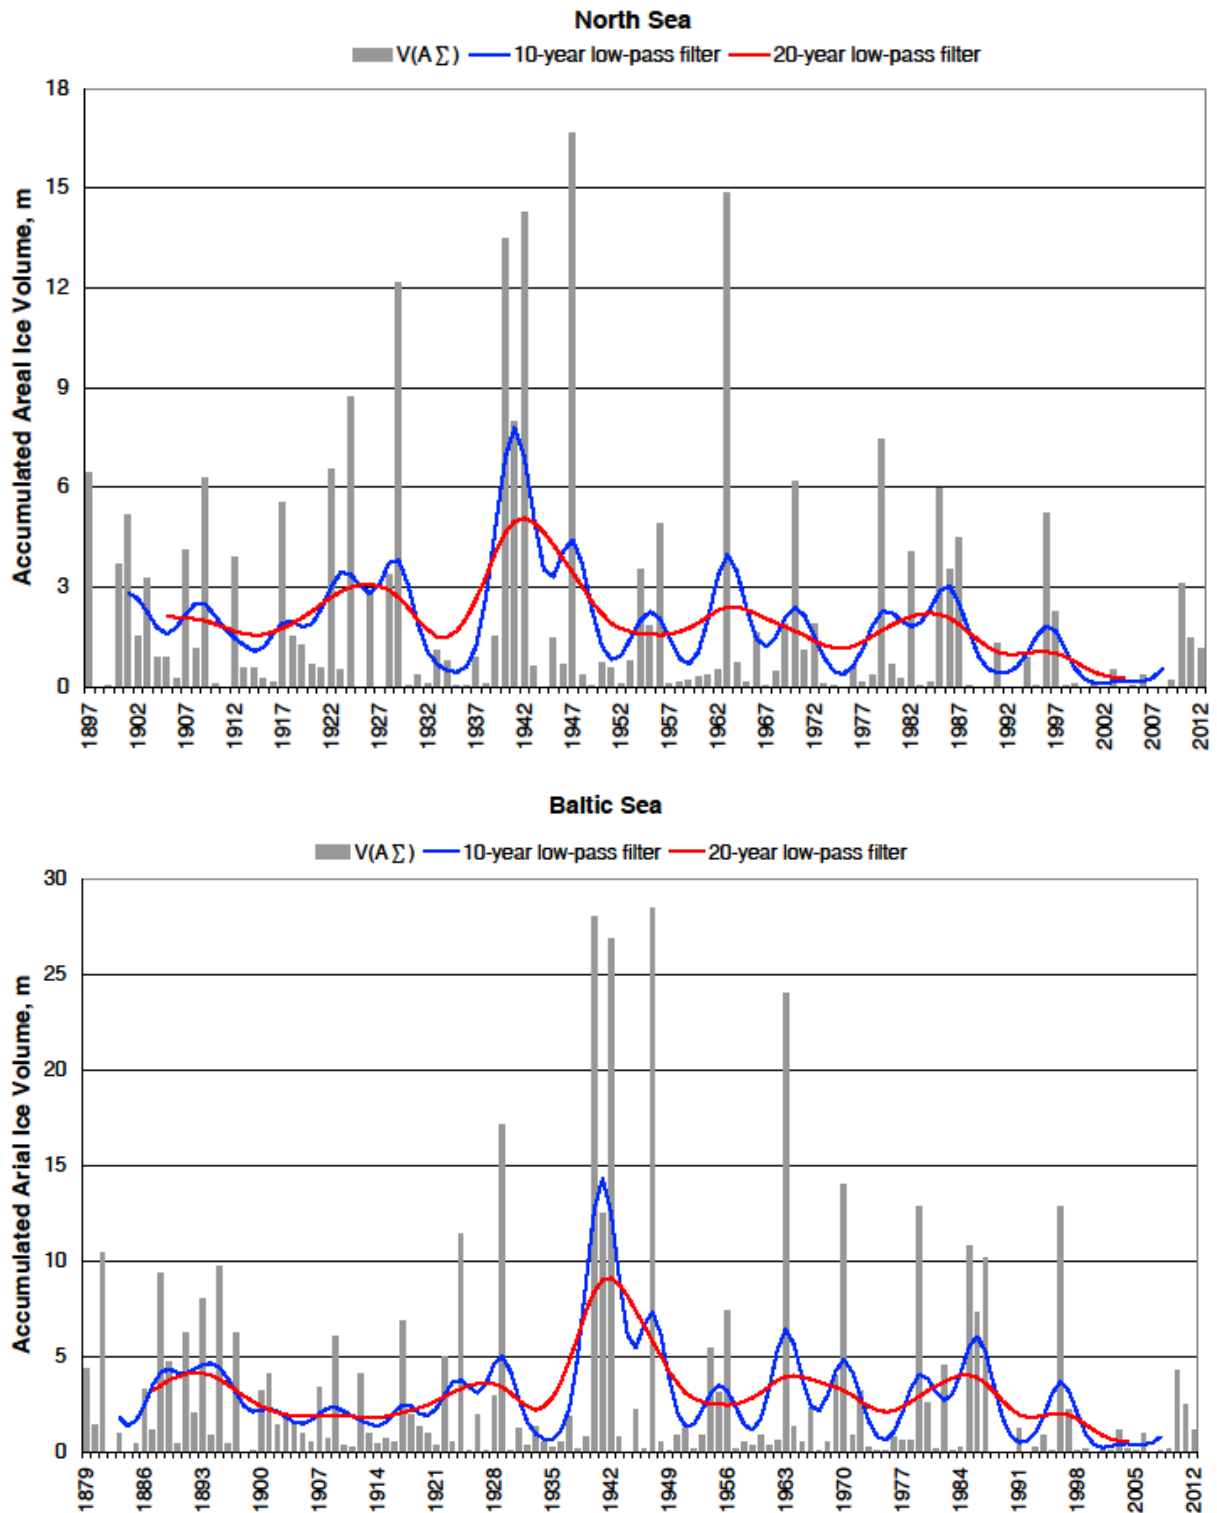 North Sea
V(A∑) 10-year low-pass filter 20-year low-pass filter
Accumulated Areal Ice Volume, m
18
15
12
9
6
3
0
1897 1902 1907 1912 1917 1922 1927 1932 1937 1942 1947 1952 1957 1962 1967 1972 1977 1982 1987 1992 1997 2002 2007 2012
Baltic Sea
V(A∑) 10-year low-pass filter 20-year low-pass filter
Accumulated Arial Ice Volume, m
30
25
20
15
10
5
0
1879 1886 1893 1900 1907 1914 1921 1928 1935 1942 1949 1956 1963 1970 1977 1984 1991 1998 2005 2012